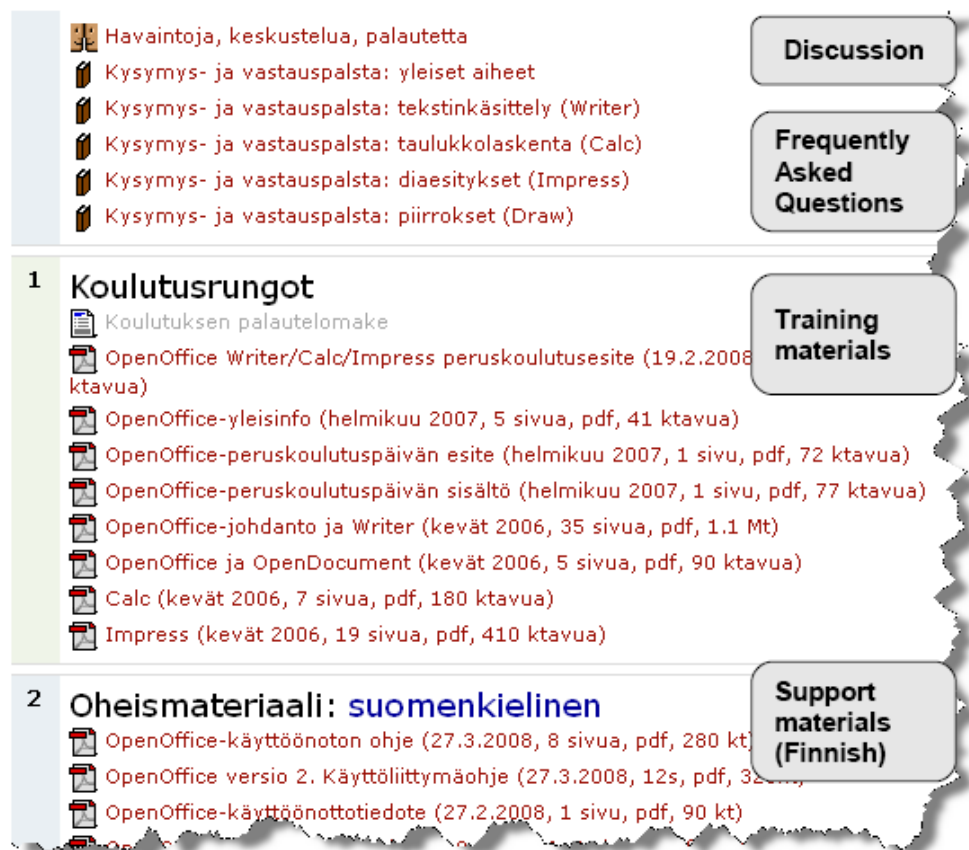 Havaintoja, keskustelua, palautetta
Discussion
Kysymys- ja vastauspalsta: yleiset aiheet
Kysymys- ja vastauspalsta: tekstinkäsittely (Writer)
Kysymys- ja vastauspalsta: taulukkolaskenta (Calc)
Kysymys- ja vastauspalsta: diaesitykset (Impress)
Kysymys- ja vastauspalsta: piirrokset (Draw)
Frequently
Asked
Questions
1
Koulutusrungot
Koulutuksen palautelomake
OpenOffice Writer/Calc/Impress peruskoulutusesite (19.2.2008
ktavua)
Training
materials
OpenOffice-yleisinfo (helmikuu 2007, 5 sivua, pdf, 41 ktavua)
OpenOffice-peruskoulutuspäivän esite (helmikuu 2007, 1 sivu, pdf, 72 ktavua)
OpenOffice-peruskoulutuspäivän sisältö (helmikuu 2007, 1 sivu, pdf, 77 ktavua)
OpenOffice-johdanto ja Writer (kevät 2006, 35 sivua, pdf, 1.1 Mt)
OpenOffice ja OpenDocument (kevät 2006, 5 sivua, pdf, 90 ktavua)
Calc (kevät 2006, 7 sivua, pdf, 180 ktavua)
Impress (kevät 2006, 19 sivua, pdf, 410 ktavua)
2
Oheismateriaali: suomenkielinen
Support
materials
(Finnish)
OpenOffice-käyttöönoton ohje (27.3.2008, 8 sivua, pdf, 280 kt)
OpenOffice versio 2. Käyttöliittymäohje (27.3.2008, 12s, pdf,
OpenOffice-käyttöönottotiedote (27.2.2008, 1 sivu, pdf, 90 kt)